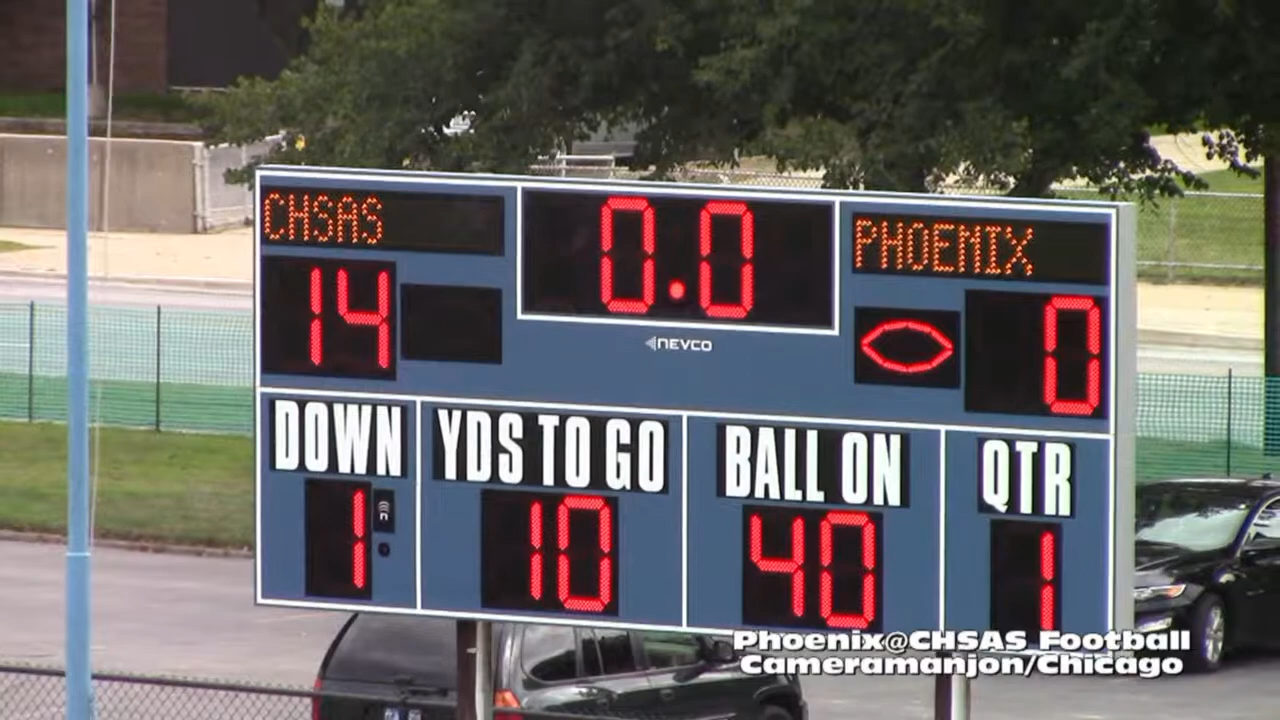 CHSAS 0.0 PHOENIX
14 0
NEVCO
DOWN YDS TO GO BALL ON QTR
1 10 40 1
Phoenix@CHSAS Football
Cameramanjon/Chicago